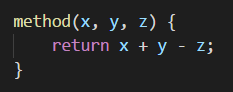 method(x, y, z) {
    return x + y - z;
}